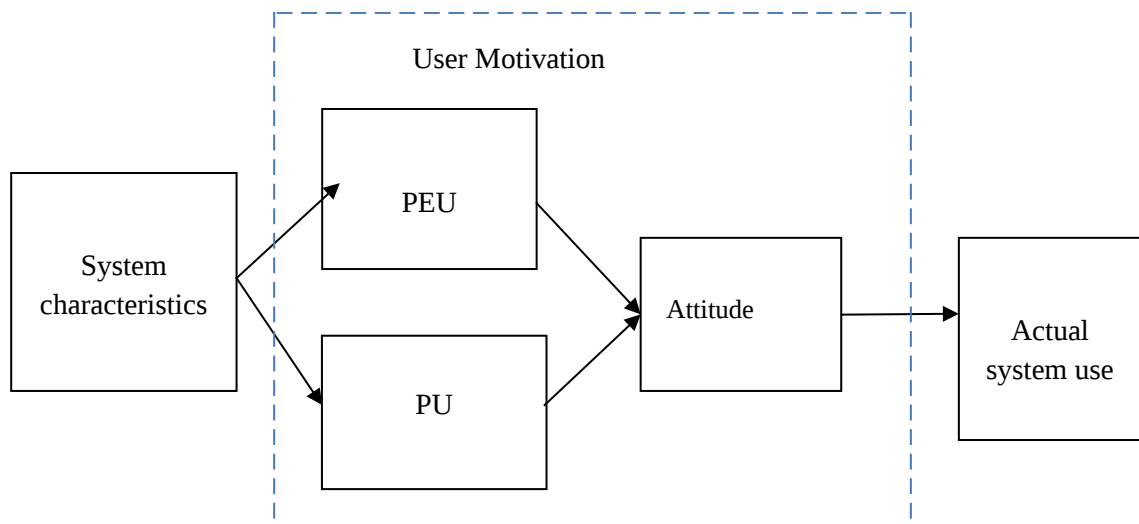 User Motivation
PEU
System
characteristics
Attitude
Actual
system use
PU